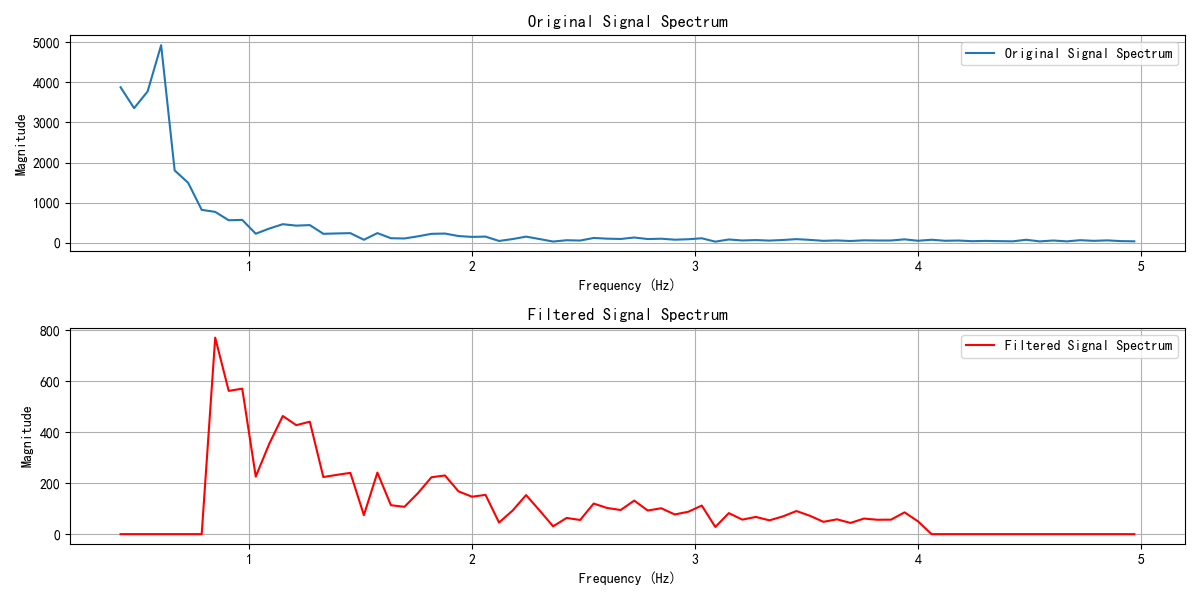 Original Signal Spectrum
Original Signal Spectrum
5000
4000
3000
2000
1000
0
Magnitude
1 2 3 4 5
Frequency (Hz)
Filtered Signal Spectrum
Filtered Signal Spectrum
800
600
400
200
0
Magnitude
1 2 3 4 5
Frequency (Hz)